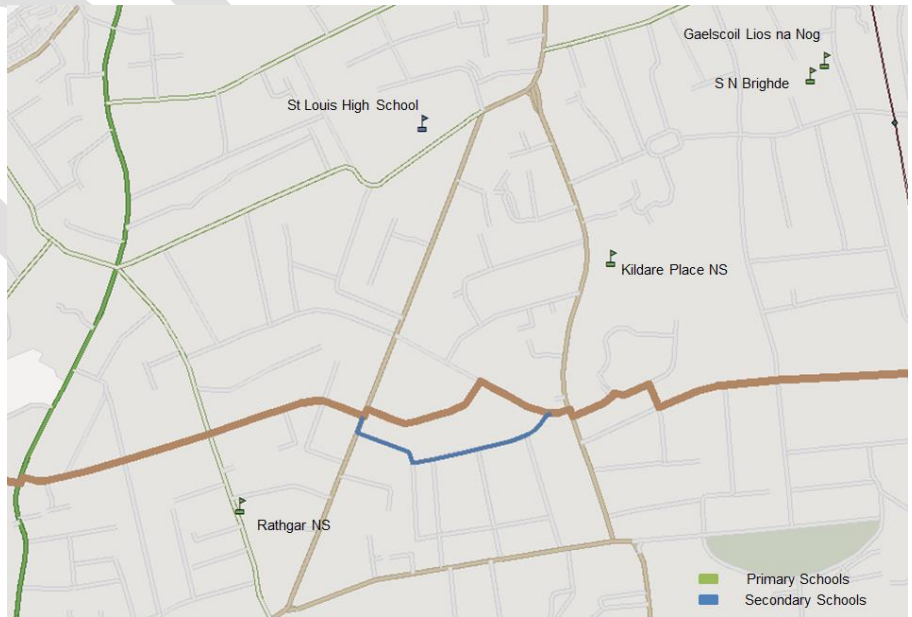 Gaelscoil Lios na Nog
S N Brighde
St Louis High School
Kildare Place NS
Rathgar NS
Primary Schools
Secondary Schools